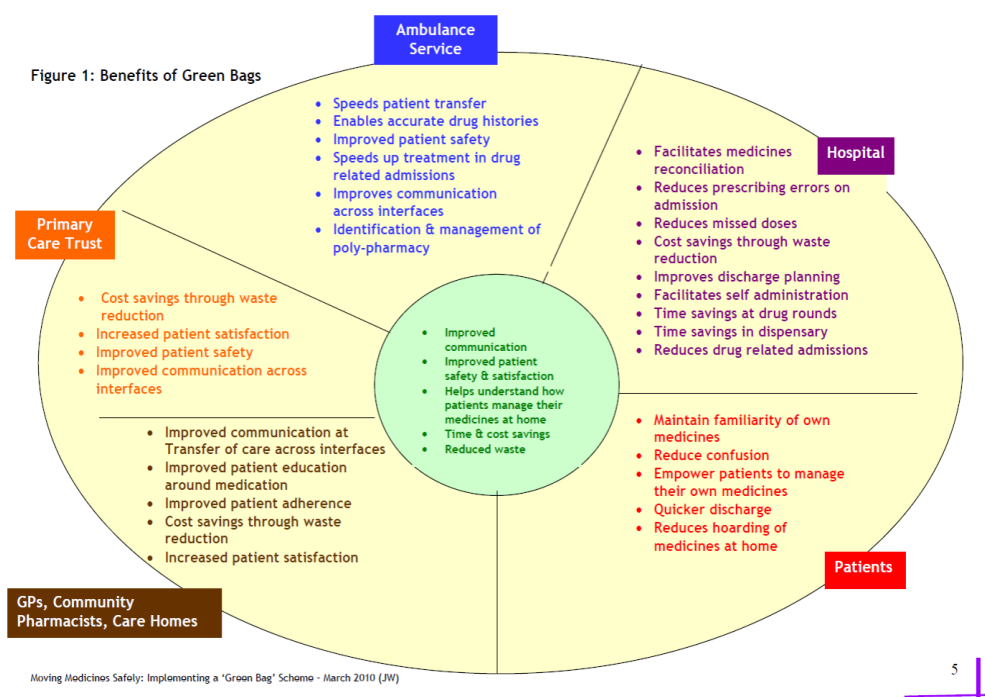 Figure 1: Benefits of Green Bags
Ambulance
Service
• Speeds patient transfer
• Enables accurate drug histories
• Improved patient safety
• Speeds up treatment in drug
related admissions
• Improves communication
across interfaces
• Identification & management of
poly-pharmacy
Hospital
• Facilitates medicines
reconciliation
• Reduces prescribing errors on
admission
• Reduces missed doses
• Cost savings through waste
reduction
• Improves discharge planning
• Facilitates self administration
• Time savings at drug rounds
• Time savings in dispensary
• Reduces drug related admissions
Primary
Care Trust
• Cost savings through waste
reduction
• Increased patient satisfaction
• Improved patient safety
• Improved communication across
interfaces
• Improved
communication
• Improved patient
safety & satisfaction
• Helps understand how
patients manage their
medicines at home
• Time & cost savings
• Reduced waste
• Improved communication at
Transfer of care across interfaces
• Improved patient education
around medication
• Improved patient adherence
• Cost savings through waste
reduction
• Increased patient satisfaction
GPs, Community
Pharmacists, Care Homes
• Maintain familiarity of own
medicines
• Reduce confusion
• Empower patients to manage
their own medicines
• Quicker discharge
• Reduces hoarding of
medicines at home
Patients
Moving Medicines Safely: Implementing a ‘Green Bag’ Scheme - March 2010 (JW)
5